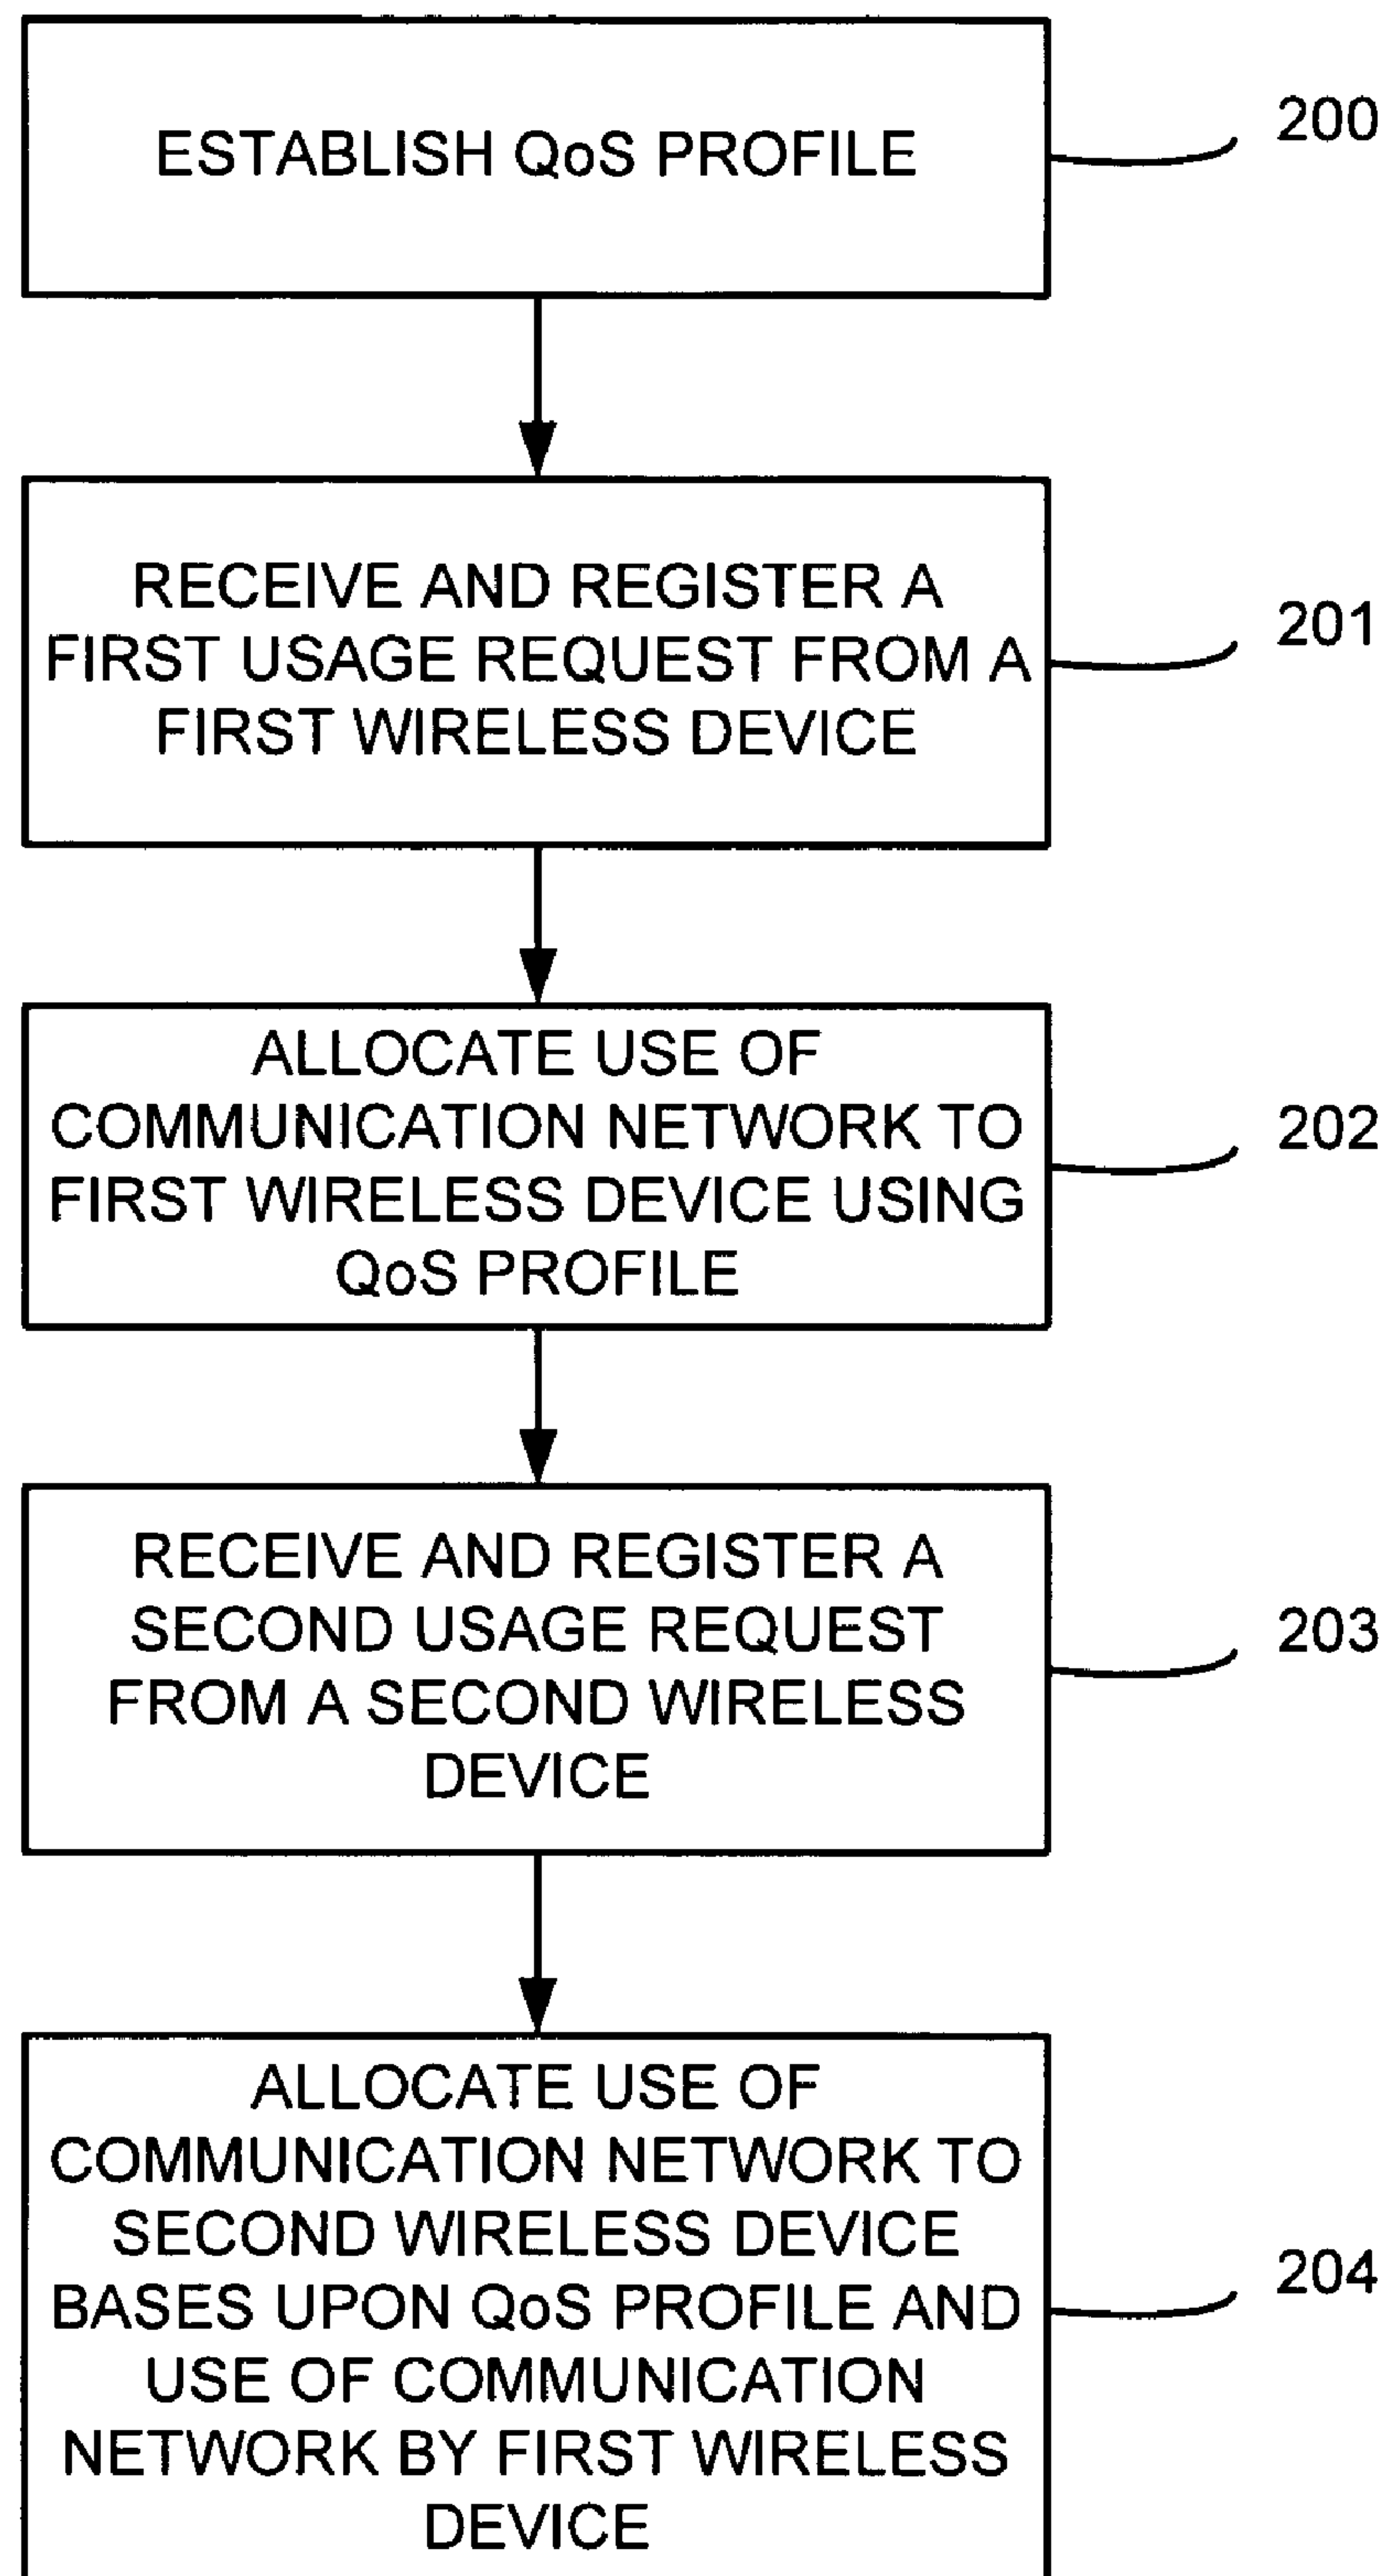 ESTABLISH QoS PROFILE
200
RECEIVE AND REGISTER A
FIRST USAGE REQUEST FROM A
FIRST WIRELESS DEVICE
201
ALLOCATE USE OF
COMMUNICATION NETWORK TO
FIRST WIRELESS DEVICE USING
QoS PROFILE
202
RECEIVE AND REGISTER A
SECOND USAGE REQUEST
FROM A SECOND WIRELESS
DEVICE
203
ALLOCATE USE OF
COMMUNICATION NETWORK TO
SECOND WIRELESS DEVICE
BASES UPON QoS PROFILE AND
USE OF COMMUNICATION
NETWORK BY FIRST WIRELESS
DEVICE
204